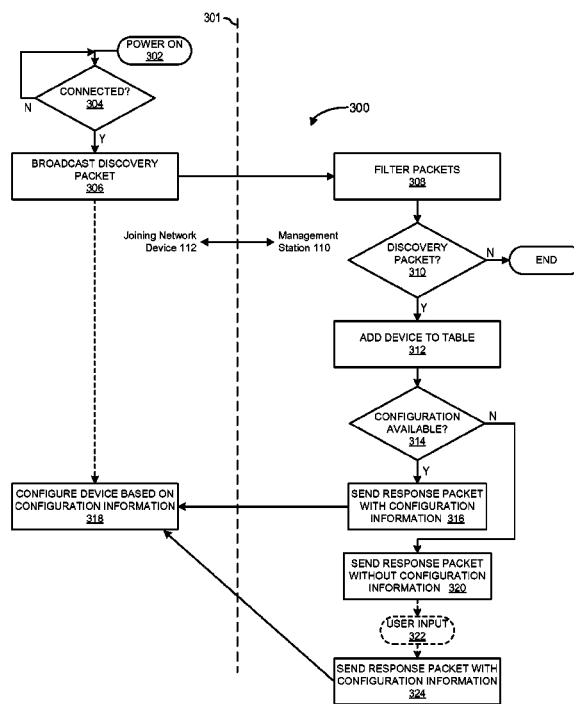 301
POWER ON
302
CONNECTED?
304
N
Y
300
BROADCAST DISCOVERY
PACKET
306
FILTER PACKETS
308
Joining Network
Device 112
Management
Station 110
DISCOVERY
PACKET?
310
N
END
Y
ADD DEVICE TO TABLE
312
CONFIGURATION
AVAILABLE?
314
N
Y
CONFIGURE DEVICE BASED ON
CONFIGURATION INFORMATION
318
SEND RESPONSE PACKET
WITH CONFIGURATION
INFORMATION 316
SEND RESPONSE PACKET
WITHOUT CONFIGURATION
INFORMATION 320
USER INPUT
322
SEND RESPONSE PACKET WITH
CONFIGURATION INFORMATION
324